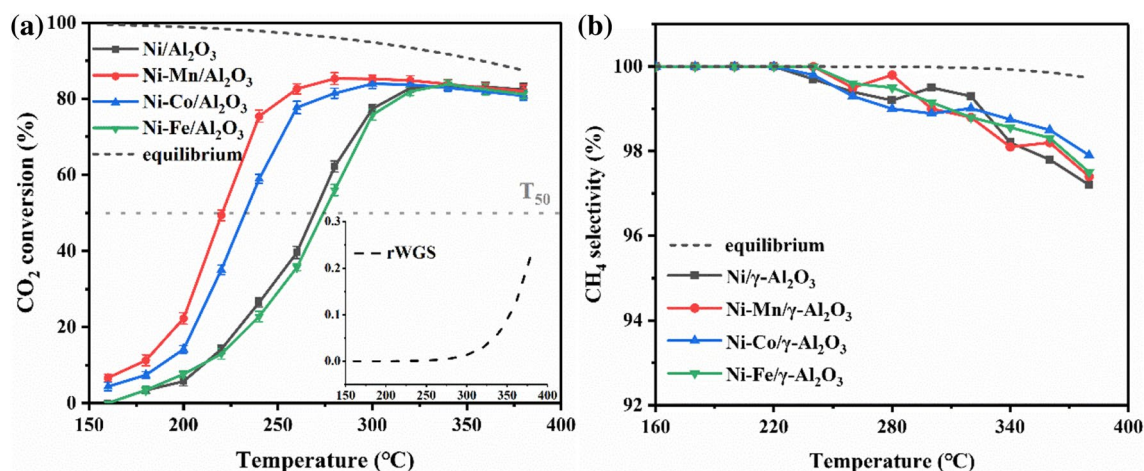 (a)
Ni/Al₂O₃
Ni-Mn/Al₂O₃
Ni-Co/Al₂O₃
Ni-Fe/Al₂O₃
equilibrium
T₅₀
rWGS
0.3
0.2
0.1
0.0
150 200 250 300 350 400
100
80
60
40
20
0
CO₂ conversion (%)
150 200 250 300 350 400
Temperature (℃)
(b)
equilibrium
Ni/γ-Al₂O₃
Ni-Mn/γ-Al₂O₃
Ni-Co/γ-Al₂O₃
Ni-Fe/γ-Al₂O₃
100
98
96
94
92
CH₄ selectivity (%)
160 220 280 340 400
Temperature (℃)